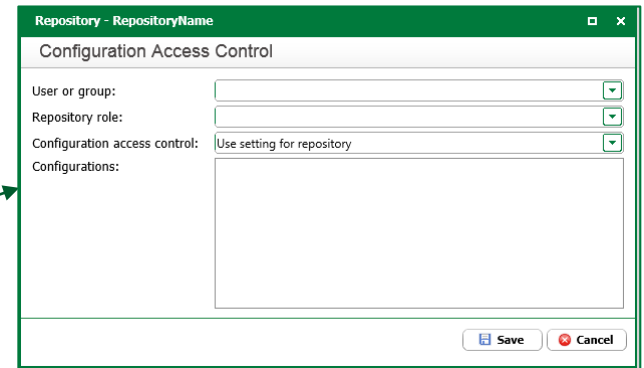 Repository - RepositoryName
Configuration Access Control
User or group:
Repository role:
Configuration access control: Use setting for repository
Configurations:
Save Cancel